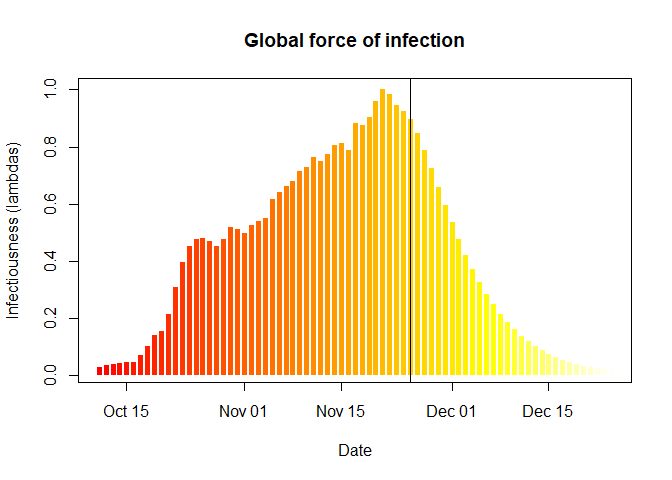 Global force of infection
Infectiousness (lambdas)
1.0
0.8
0.6
0.4
0.2
0.0
Oct 15 Nov 01 Nov 15 Dec 01 Dec 15
Date